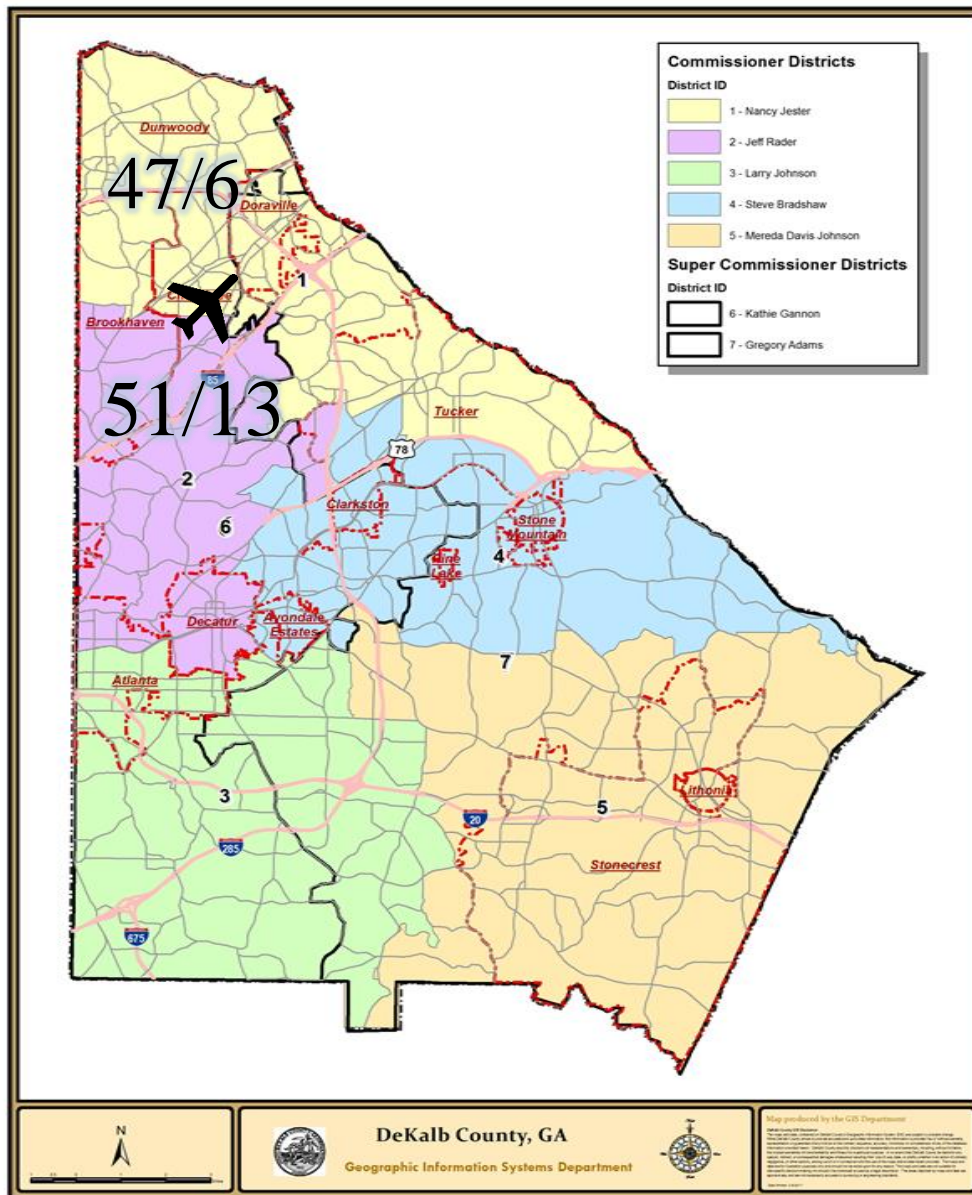 Commissioner Districts
District ID
1 - Nancy Jester
2 - Jeff Rader
3 - Larry Johnson
4 - Steve Bradshaw
5 - Mereda Davis Johnson
Super Commissioner Districts
District ID
6 - Kathie Gannon
7 - Gregory Adams
Dunwoody
47/6
Doraville
1
Brookhaven
85
51/13
Tucker
78
2
Clarkston
6
Stone
Mountain
4
Lake
Decatur
Avondale
Estates
7
Atlanta
3
5
20
285
Stonecrest
675
N
DeKalb County, GA
Geographic Information Systems Department
Map produced by the GIS Department